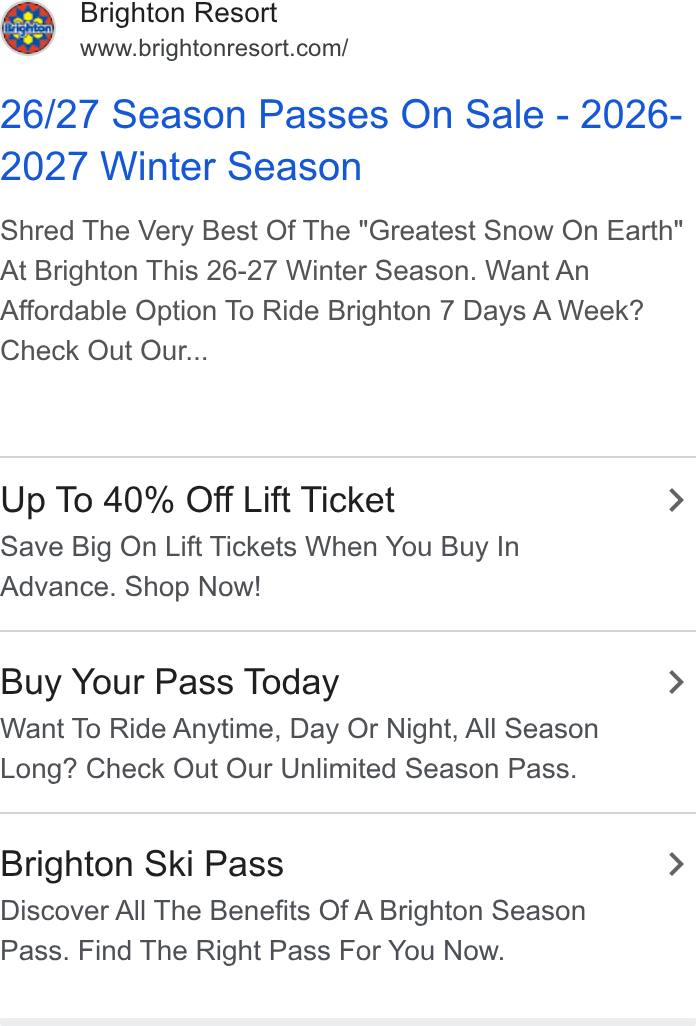 Brighton
Brighton Resort
www.brightonresort.com/
26/27 Season Passes On Sale - 2026-
2027 Winter Season
Shred The Very Best Of The "Greatest Snow On Earth"
At Brighton This 26-27 Winter Season. Want An
Affordable Option To Ride Brighton 7 Days A Week?
Check Out Our...
Up To 40% Off Lift Ticket
Save Big On Lift Tickets When You Buy In
Advance. Shop Now!
Buy Your Pass Today
Want To Ride Anytime, Day Or Night, All Season
Long? Check Out Our Unlimited Season Pass.
Brighton Ski Pass
Discover All The Benefits Of A Brighton Season
Pass. Find The Right Pass For You Now.